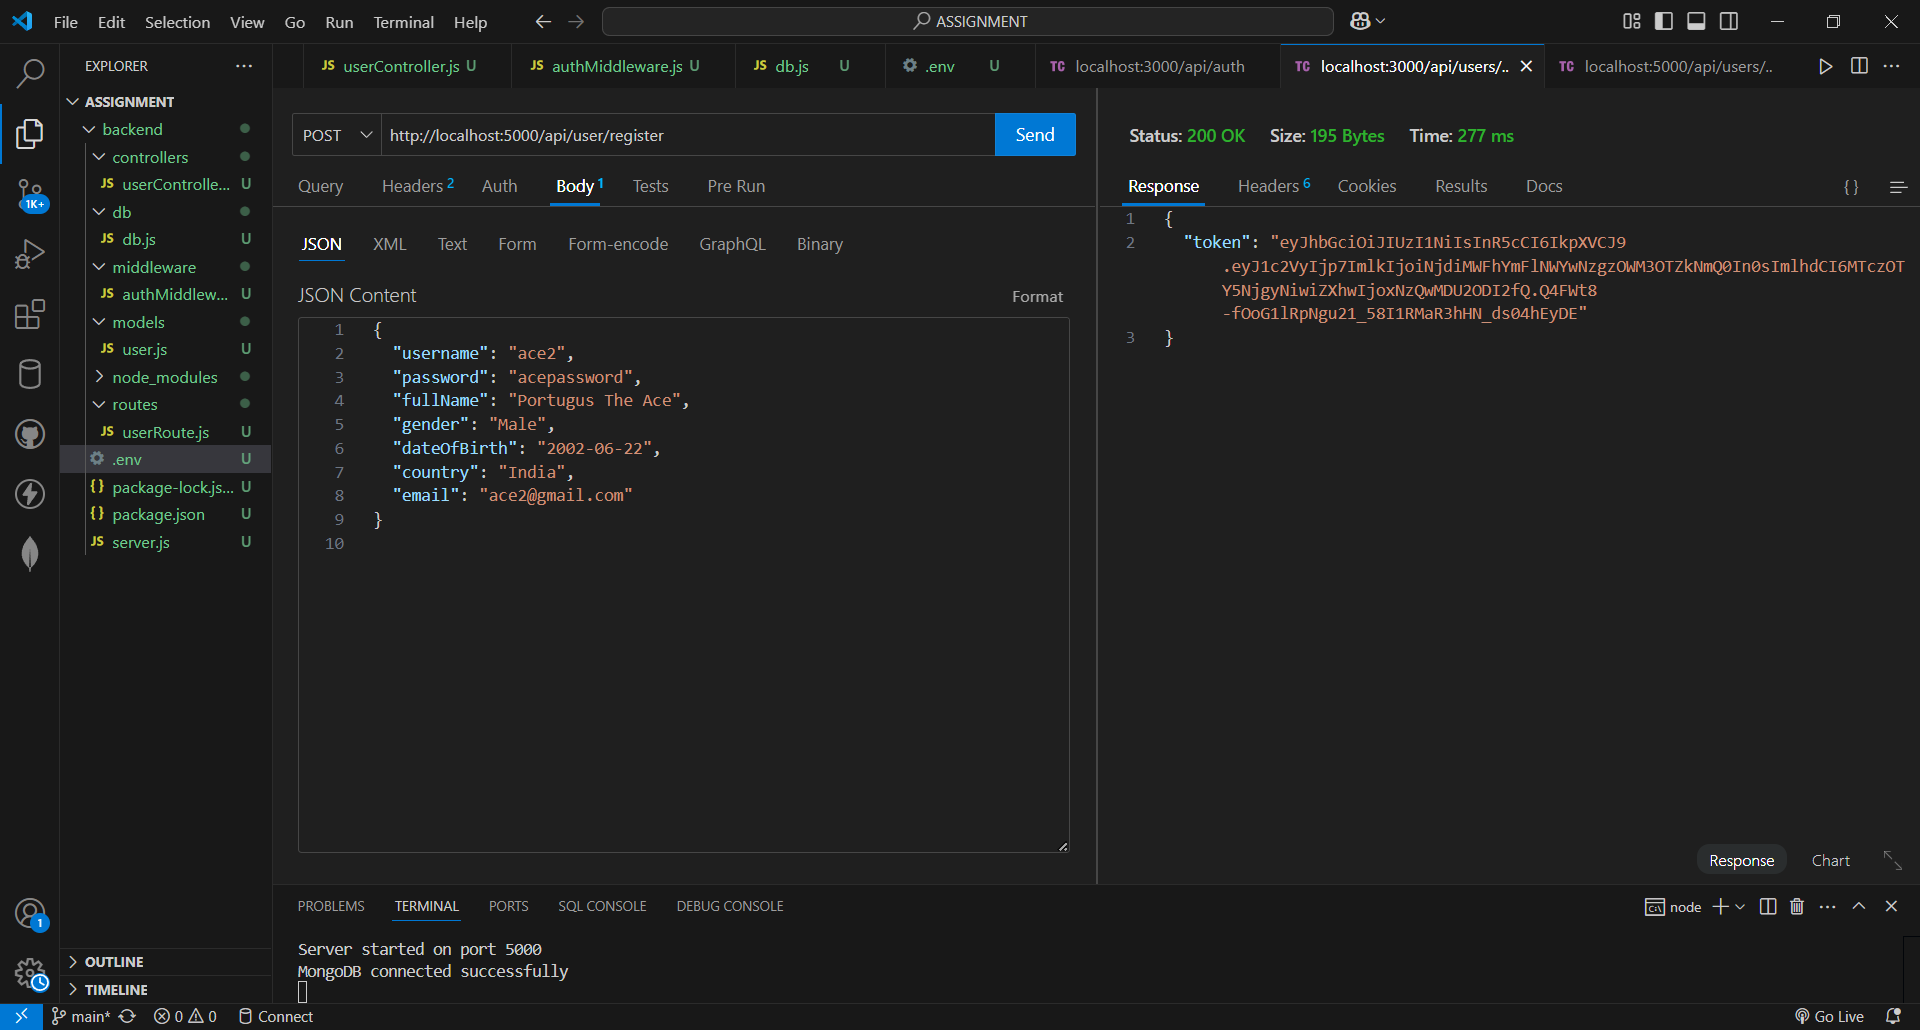 File Edit Selection View Go Run Terminal Help
ASSIGNMENT
EXPLORER
ASSIGNMENT
backend
controllers
JS userControlle... U
db
JS db.js U
middleware
JS authMiddlew... U
models
JS user.js U
node_modules
routes
JS userRoute.js U
.env U
{} package-lock.js... U
{} package.json U
JS server.js U
OUTLINE
TIMELINE
1K+
1
JS userController.js U JS authMiddleware.js U JS db.js U .env U TC localhost:3000/api/auth TC localhost:3000/api/users/.. TC localhost:5000/api/users/..
POST http://localhost:5000/api/user/register Send
Query Headers 2 Auth Body 1 Tests Pre Run
JSON XML Text Form Form-encode GraphQL Binary
JSON Content Format
1 {
2 "username": "ace2",
3 "password": "acepassword",
4 "fullName": "Portugus The Ace",
5 "gender": "Male",
6 "dateOfBirth": "2002-06-22",
7 "country": "India",
8 "email": "ace2@gmail.com"
9 }
10
Status: 200 OK Size: 195 Bytes Time: 277 ms
Response Headers 6 Cookies Results Docs {}
1 {
2 "token": "eyJhbGciOiJIUzI1NiIsInR5cCI6IkpXVCJ9
.eyJ1c2VyIjp7ImlkIjoiNjdiMWFhYmFlNWYwNzgzOWM3OTZkNmQ0In0sImlhdCI6MTczOT
Y5NjgyNiwiZXhwIjoxNzQwMDU2ODI2fQ.Q4FWt8
-fOoG1lRpNgu21_58I1RMaR3hHN_ds04hEyDE"
3 }
Response Chart
PROBLEMS TERMINAL PORTS SQL CONSOLE DEBUG CONSOLE
node
Server started on port 5000
MongoDB connected successfully
main* 0 0 Connect Go Live